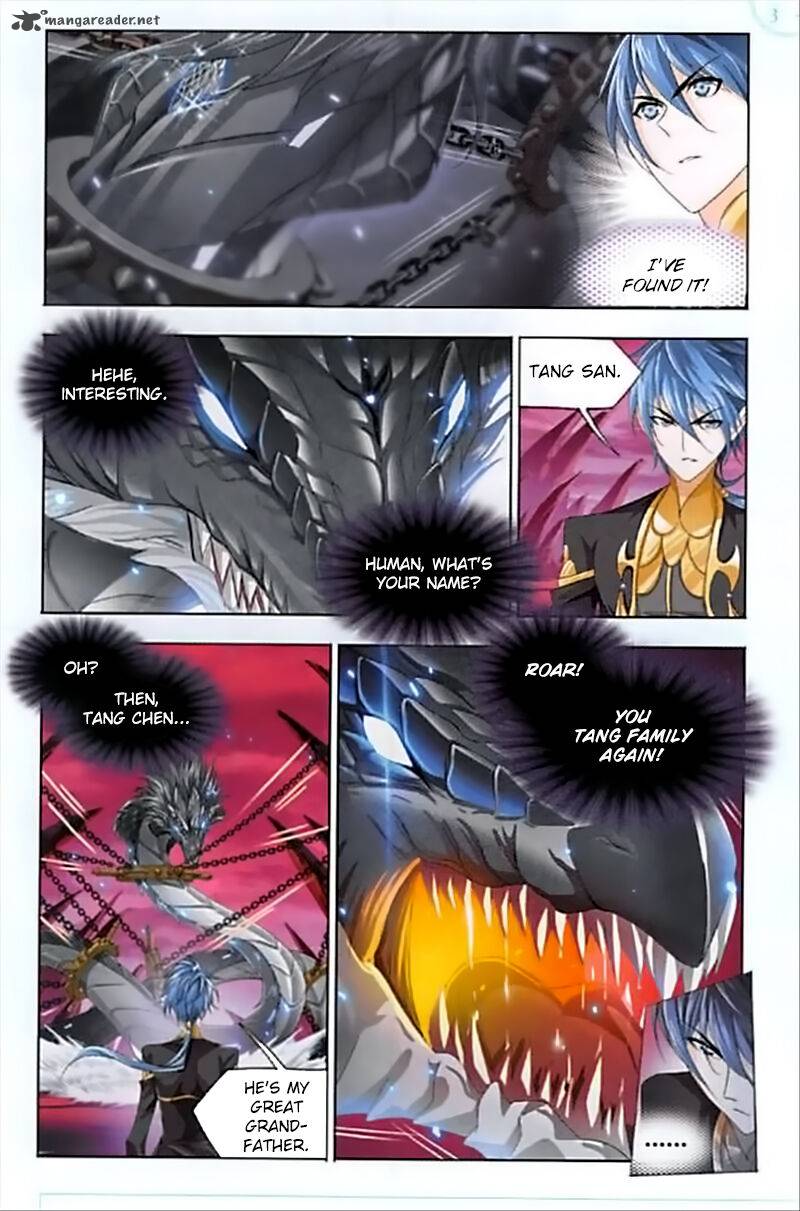 mangareader.net
3
I'VE
FOUND IT!
HEHE,
INTERESTING.
HUMAN, WHAT'S
YOUR NAME?
TANG SAN.
OH?
THEN,
TANG CHEN...
HE'S MY
GREAT
GRAND-
FATHER.
ROAR!
YOU
TANG FAMILY
AGAIN!
......